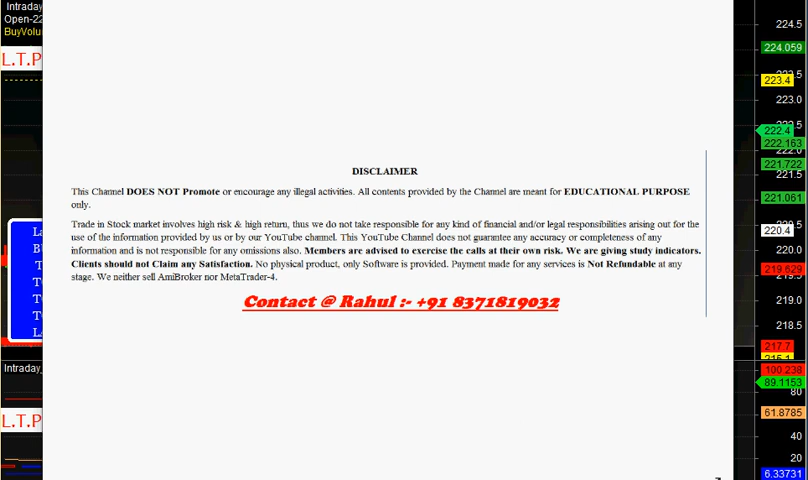 Intraday
Open-22
BuyVolu
L.T.P
DISCLAIMER
This Channel DOES NOT Promote or encourage any illegal activities. All contents provided by the Channel are meant for EDUCATIONAL PURPOSE
only.
Trade in Stock market involves high risk & high return, thus we do not take responsible for any kind of financial and/or legal responsibilities arising out for the
use of the information provided by us or by our YouTube channel. This YouTube Channel does not guarantee any accuracy or completeness of any
information and is not responsible for any omissions also. Members are advised to exercise the calls at their own risk. We are giving study indicators.
Clients should not Claim any Satisfaction. No physical product, only Software is provided. Payment made for any services is Not Refundable at any
stage. We neither sell AmiBroker nor MetaTrader-4.
Contact @ Rahul :- +91 8371819032
Intraday_
L.T.P
224.5
224.059
223.4
223.0
222.4
222.163
221.722
221.5
221.061
220.4
219.629
219.0
218.5
217.7
100.238
89.1153
80
61.8785
40
20
6.33731